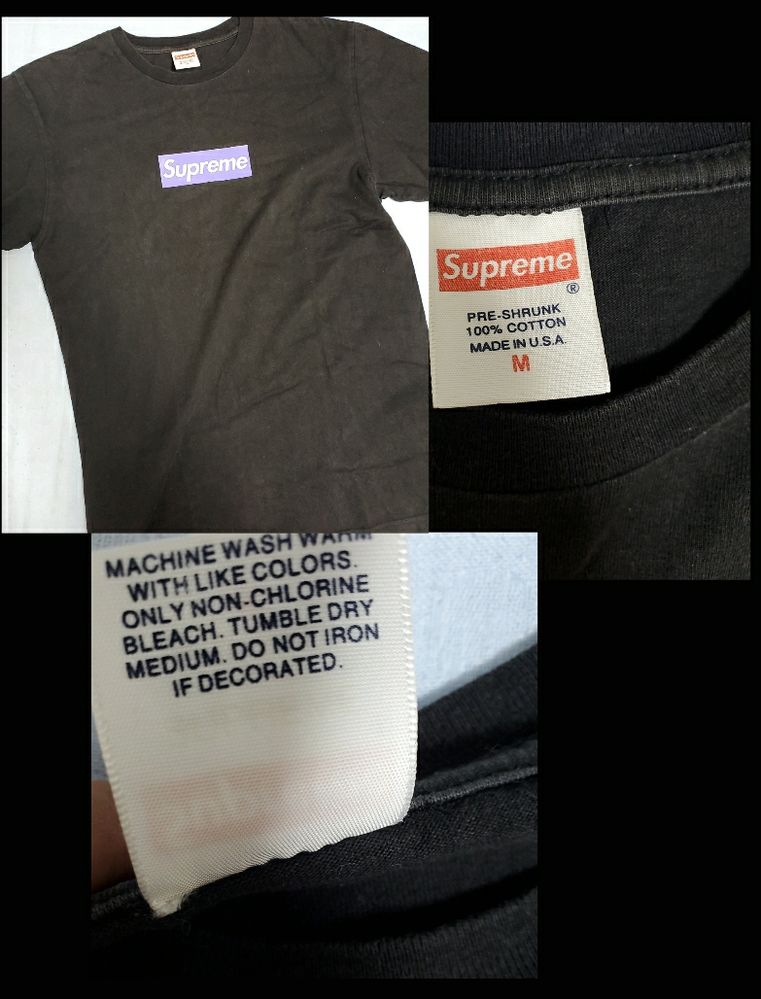 Supreme
Supreme
®
PRE-SHRUNK
100% COTTON
MADE IN U.S.A.
M
MACHINE WASH WARM
WITH LIKE COLORS.
ONLY NON-CHLORINE
BLEACH. TUMBLE DRY
MEDIUM. DO NOT IRON
IF DECORATED.